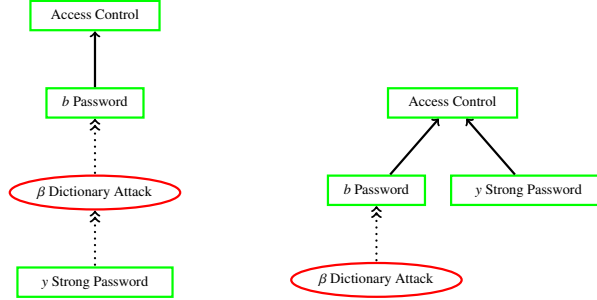 Access Control
b Password
β Dictionary Attack
y Strong Password
Access Control
b Password
y Strong Password
β Dictionary Attack